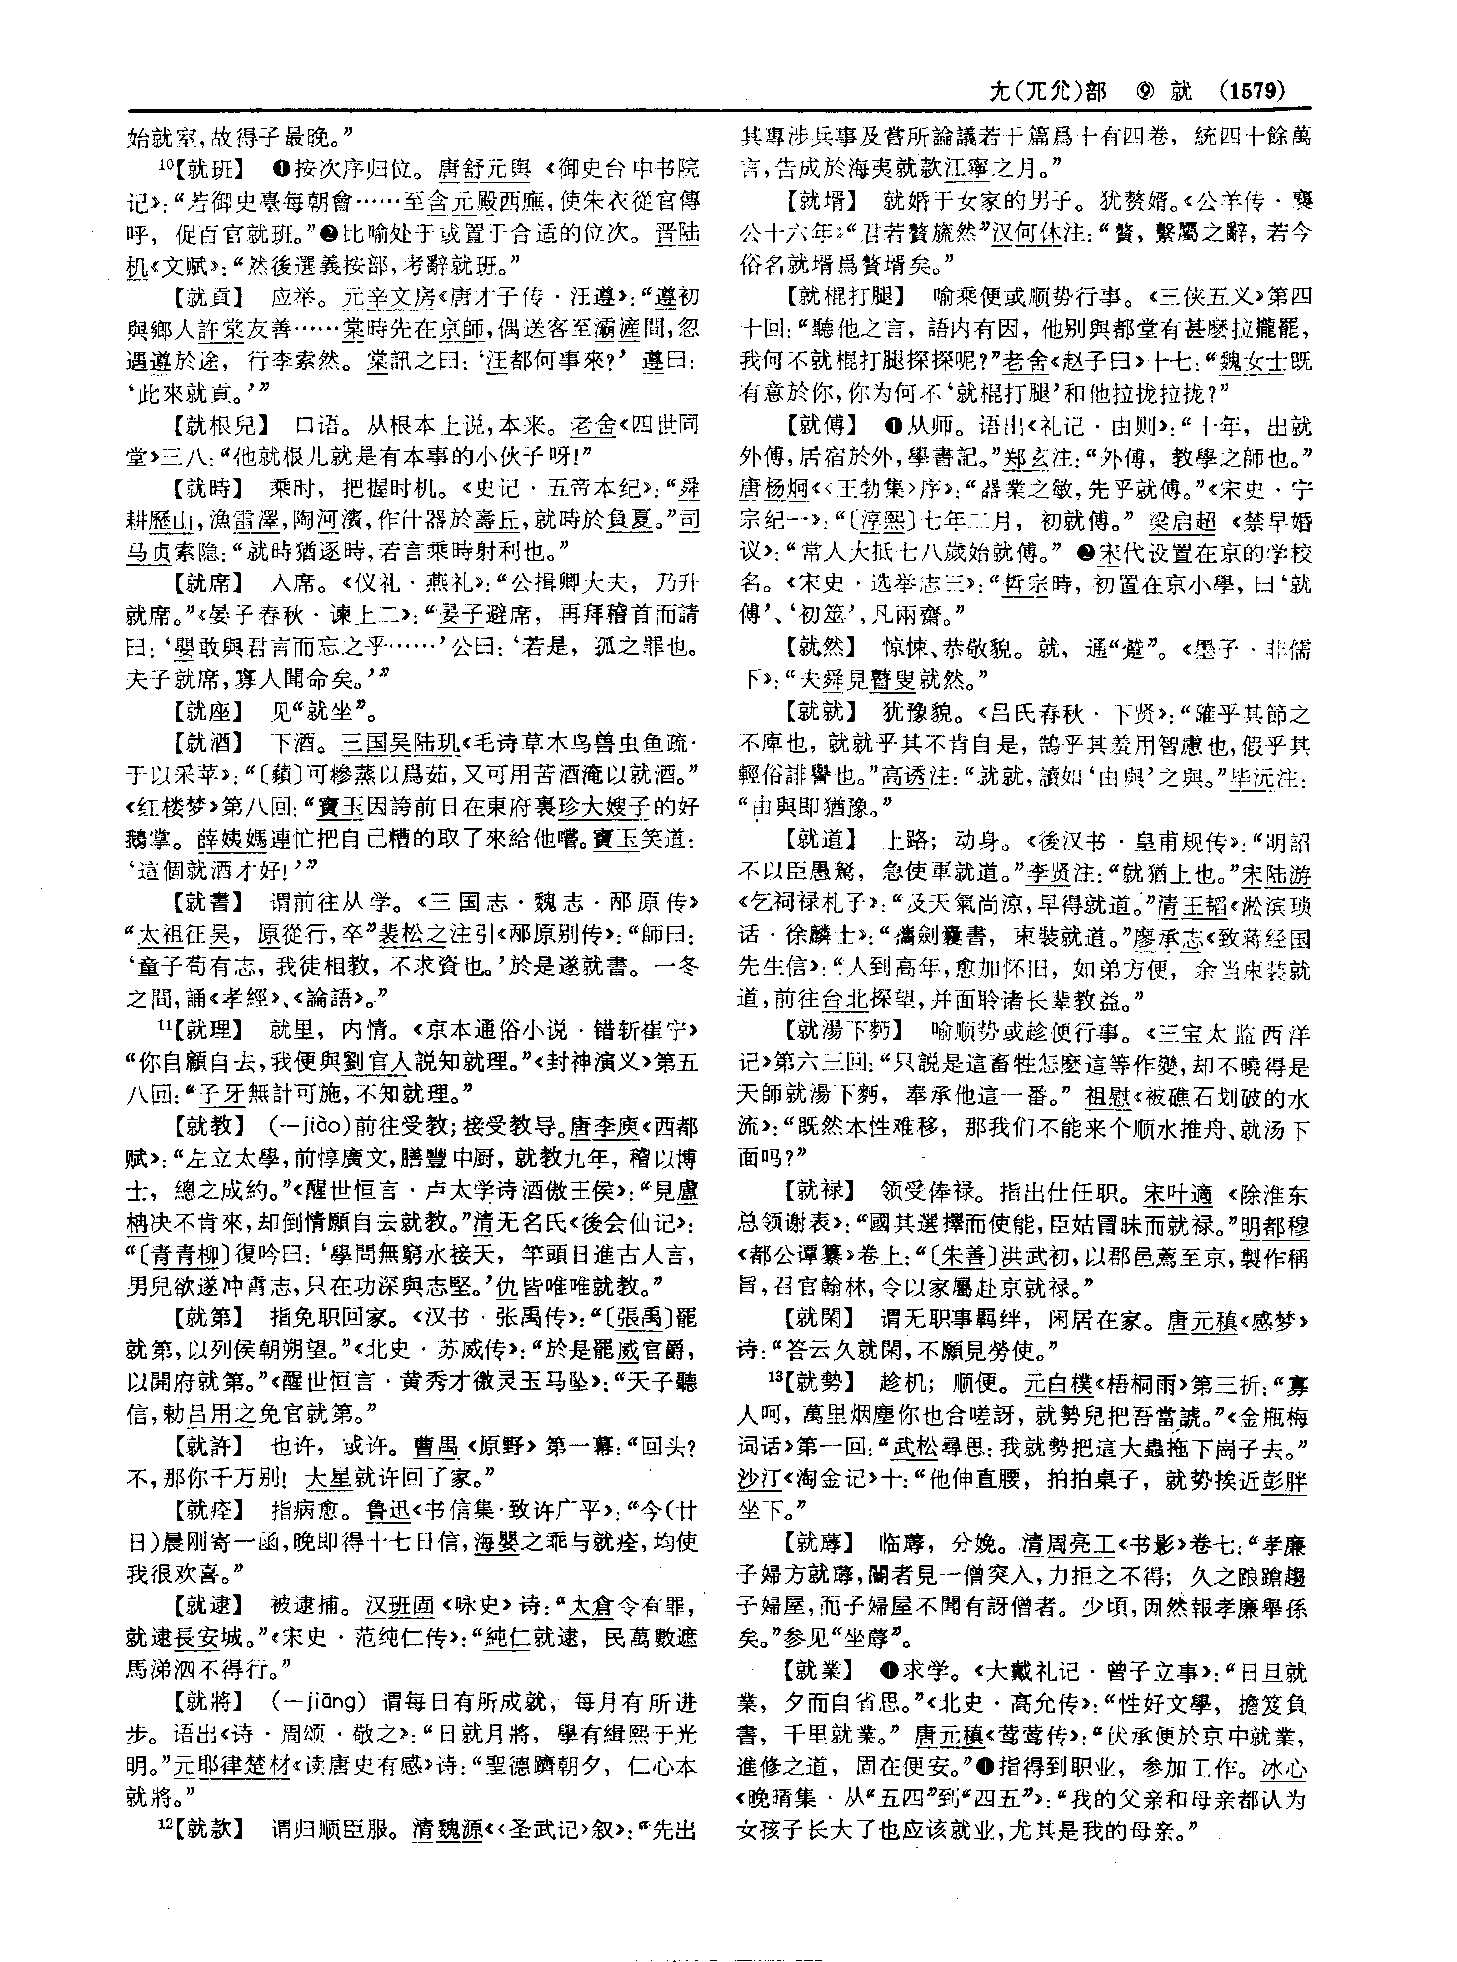 尢(兀尣)部 ⑨ 就 (1579)
始就室，故得子最晚。”
¹⁰【就班】 ❶按次序归位。唐舒元舆《御史台中书院
记》：“若御史臺每朝會……至含元殿西廡，使朱衣從官傳
呼，促百官就班。”❷比喻处于或置于合适的位次。晋陆
机《文赋》：“然後選義按部，考辭就班。”
【就貢】 应举。元辛文房《唐才子传·汪遵》：“遵初
與鄉人許棠友善……棠時先在京師，偶送客至灞滻間，忽
遇遵於途，行李索然。棠訊之曰：‘汪都何事來？’遵曰：
‘此來就貢。’”
【就根兒】 口语。从根本上说，本来。老舍《四世同
堂》三八：“他就根儿就是有本事的小伙子呀！”
【就時】 乘时，把握时机。《史记·五帝本纪》：“舜
耕歷山，漁雷澤，陶河濱，作什器於壽丘，就時於負夏。”司
马贞索隐：“就時猶逐時，若言乘時射利也。”
【就席】 入席。《仪礼·燕礼》：“公揖卿大夫，乃升
就席。”《晏子春秋·谏上二》：“晏子避席，再拜稽首而請
曰：‘嬰敢與君言而忘之乎……’公曰：‘若是，孤之罪也。
夫子就席，寡人聞命矣。’”
【就座】 见“就坐”。
【就酒】 下酒。三国吴陆玑《毛诗草木鸟兽虫鱼疏·
于以采苹》：“〔蘋〕可糝蒸以爲茹，又可用苦酒淹以就酒。”
《红楼梦》第八回：“寶玉因誇前日在東府裏珍大嫂子的好
鵝掌。薛姨媽連忙把自己糟的取了來給他嚐。寶玉笑道：
‘這個就酒才好！’”
【就書】 谓前往从学。《三国志·魏志·邴原传》
“太祖征吴，原從行，卒”裴松之注引《邴原别传》：“師曰：
‘童子苟有志，我徒相教，不求資也。’於是遂就書。一冬
之間，誦《孝經》、《論語》。”
¹¹【就理】 就里，内情。《京本通俗小说·错斩崔宁》
“你自顧自去，我便與劉官人説知就理。”《封神演义》第五
八回：“子牙無計可施，不知就理。”
【就教】 (—jiào)前往受教；接受教导。唐李庾《西都
赋》：“左立太學，前惇廣文，膳豐中厨，就教九年，稽以博
士，總之成約。”《醒世恒言·卢太学诗酒傲王侯》：“見盧
柟决不肯來，却倒情願自去就教。”清无名氏《後会仙记》：
“〔青青柳〕復吟曰：‘學問無窮水接天，竿頭日進古人言，
男兒欲遂冲霄志，只在功深與志堅。’仇皆唯唯就教。”
【就第】 指免职回家。《汉书·张禹传》：“〔張禹〕罷
就第，以列侯朝朔望。”《北史·苏威传》：“於是罷威官爵，
以開府就第。”《醒世恒言·黄秀才徼灵玉马坠》：“天子聽
信，勅吕用之免官就第。”
【就許】 也许，或许。曹禺《原野》第一幕：“回头？
不，那你千万别！大星就许回了家。”
【就痊】 指病愈。鲁迅《书信集·致许广平》：“今(廿
日)晨刚寄一函，晚即得十七日信，海嬰之乖与就痊，均使
我很欢喜。”
【就逮】 被逮捕。汉班固《咏史》诗：“太倉令有罪，
就逮長安城。”《宋史·范纯仁传》：“純仁就逮，民萬數遮
馬涕泗不得行。”
【就將】 (—jiāng) 谓每日有所成就，每月有所进
步。语出《诗·周颂·敬之》：“日就月將，學有緝熙于光
明。”元耶律楚材《读唐史有感》诗：“聖德躋朝夕，仁心本
就將。”
¹²【就款】 谓归顺臣服。清魏源《〈圣武记〉叙》：“先出
其專涉兵事及嘗所論議若干篇爲十有四卷，統四十餘萬
言，告成於海夷就款江寧之月。”
【就壻】 就婚于女家的男子。犹赘婿。《公羊传·襄
公十六年》：“君若贅旒然”汉何休注：“贅，繫屬之辭，若今
俗名就壻爲贅壻矣。”
【就棍打腿】 喻乘便或顺势行事。《三侠五义》第四
十回：“聽他之言，語内有因，他别與都堂有甚麽拉攏罷，
我何不就棍打腿探探呢？”老舍《赵子曰》十七：“魏女士既
有意於你，你为何不‘就棍打腿’和他拉拢拉拢？”
【就傅】 ❶从师。语出《礼记·由则》：“十年，出就
外傅，居宿於外，學書記。”郑玄注：“外傅，教學之師也。”
唐杨炯《〈王勃集〉序》：“器業之敏，先乎就傅。”《宋史·宁
宗纪一》：“〔淳熙〕七年二月，初就傅。”梁启超《禁早婚
议》：“常人大抵七八歲始就傅。”❷宋代设置在京的学校
名。《宋史·选举志三》：“哲宗時，初置在京小學，曰‘就
傅’、‘初筮’，凡兩齋。”
【就然】 惊悚、恭敬貌。就，通“蹵”。《墨子·非儒
下》：“夫舜見瞽叟就然。”
【就就】 犹豫貌。《吕氏春秋·下贤》：“確乎其節之
不庳也，就就乎其不肯自是，鵠乎其羞用智慮也，假乎其
輕俗誹譽也。”高诱注：“就就，讀如‘由與’之與。”毕沅注：
“由與即猶豫。”
【就道】 上路；动身。《後汉书·皇甫规传》：“明詔
不以臣愚駑，急使軍就道。”李贤注：“就猶上也。”宋陆游
《乞祠禄札子》：“及天氣尚涼，早得就道。”清王韬《淞滨琐
话·徐麟士》：“攜劍囊書，束裝就道。”廖承志《致蒋经国
先生信》：“人到高年，愈加怀旧，如弟方便，余当束装就
道，前往台北探望，并面聆诸长辈教益。”
【就湯下麪】 喻顺势或趁便行事。《三宝太监西洋
记》第六三回：“只説是這畜牲怎麽這等作變，却不曉得是
天師就湯下麪，奉承他這一番。”祖慰《被礁石划破的水
流》：“既然本性难移，那我们不能来个顺水推舟、就汤下
面吗？”
【就禄】 领受俸禄。指出仕任职。宋叶適《除淮东
总领谢表》：“國其選擇而使能，臣姑冒昧而就禄。”明都穆
《都公谭纂》卷上：“〔朱善〕洪武初，以郡邑薦至京，製作稱
旨，召官翰林，令以家屬赴京就禄。”
【就閑】 谓无职事羁绊，闲居在家。唐元稹《感梦》
诗：“答云久就閑，不願見勞使。”
¹³【就勢】 趁机；顺便。元白樸《梧桐雨》第三折：“寡
人呵，萬里烟塵你也合嗟訝，就勢兒把吾當諕。”《金瓶梅
词话》第一回：“武松尋思：我就勢把這大蟲拖下崗子去。”
沙汀《淘金记》十：“他伸直腰，拍拍桌子，就势挨近彭胖
坐下。”
【就蓐】 临蓐，分娩。清周亮工《书影》卷七：“孝廉
子婦方就蓐，閽者見一僧突入，力拒之不得；久之踉蹌趨
子婦屋，而子婦屋不聞有訝僧者。少頃，因然報孝廉舉孫
矣。”参见“坐蓐”。
【就業】 ❶求学。《大戴礼记·曾子立事》：“日旦就
業，夕而自省思。”《北史·高允传》：“性好文學，擔笈負
書，千里就業。”唐元稹《莺莺传》：“伏承便於京中就業，
進修之道，固在便安。”❶指得到职业，参加工作。冰心
《晚晴集·从“五四”到“四五”》：“我的父亲和母亲都认为
女孩子长大了也应该就业，尤其是我的母亲。”